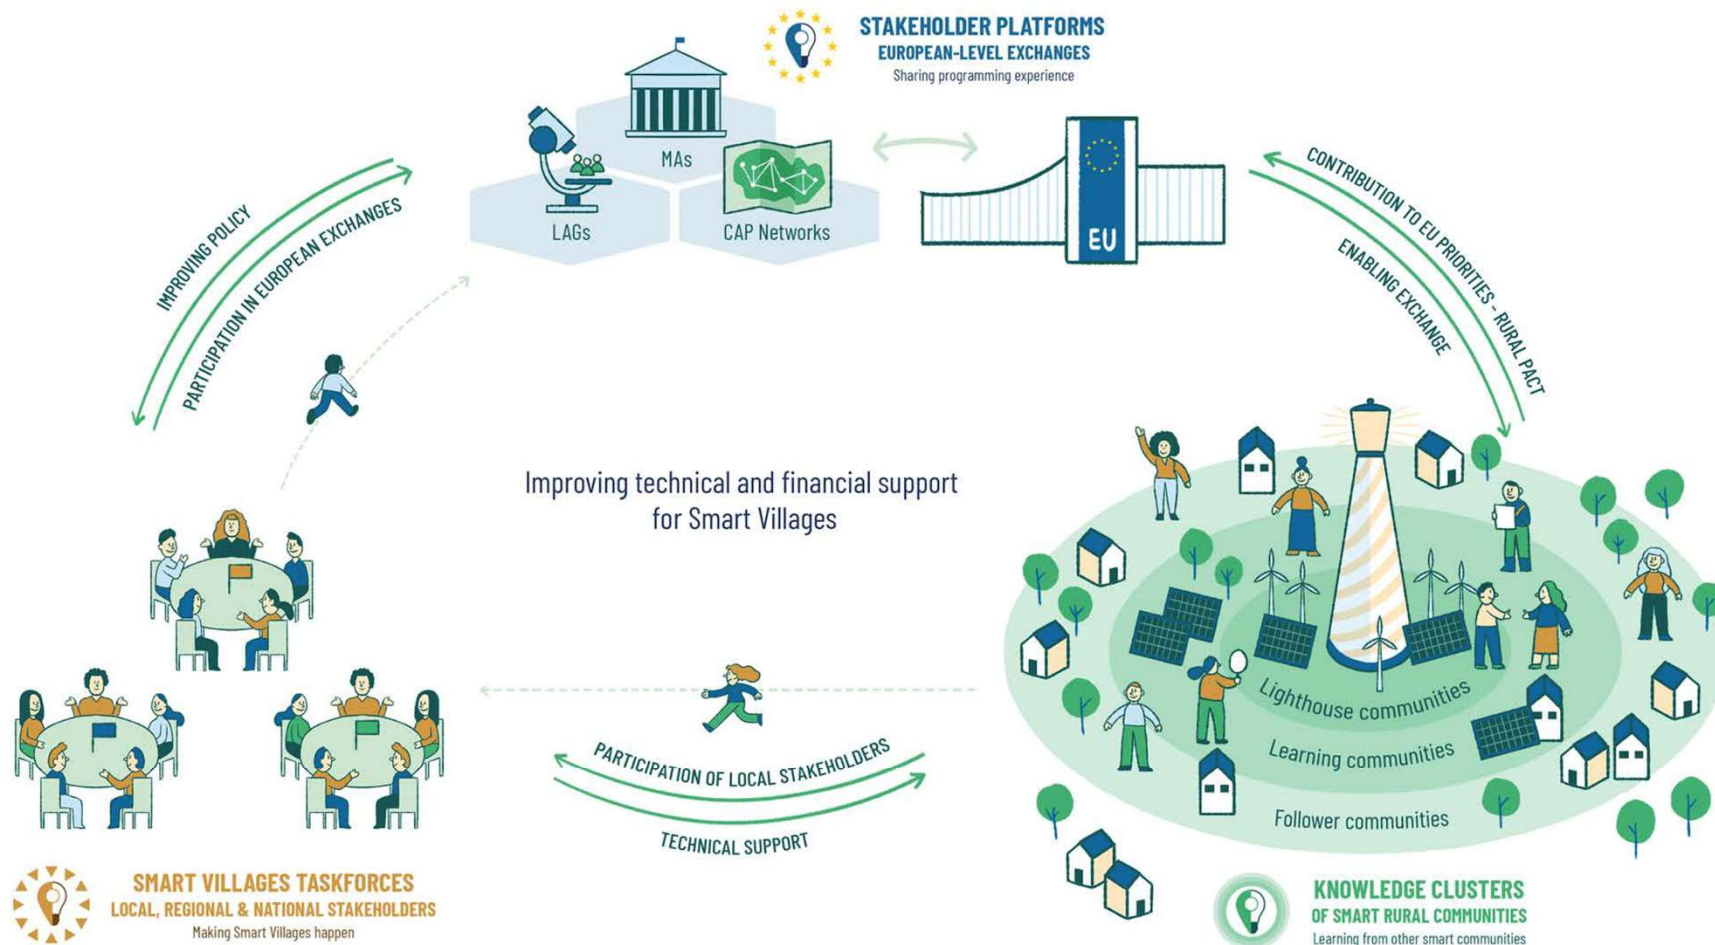 STAKEHOLDER PLATFORMS
EUROPEAN-LEVEL EXCHANGES
Sharing programming experience
MAs
LAGs
CAP Networks
EU
IMPROVING POLICY
PARTICIPATION IN EUROPEAN EXCHANGES
CONTRIBUTION TO EU PRIORITIES - RURAL PACT
ENABLING EXCHANGE
Improving technical and financial support
for Smart Villages
Lighthouse communities
Learning communities
Follower communities
PARTICIPATION OF LOCAL STAKEHOLDERS
TECHNICAL SUPPORT
SMART VILLAGES TASKFORCES
LOCAL, REGIONAL & NATIONAL STAKEHOLDERS
Making Smart Villages happen
KNOWLEDGE CLUSTERS
OF SMART RURAL COMMUNITIES
Learning from other smart communities